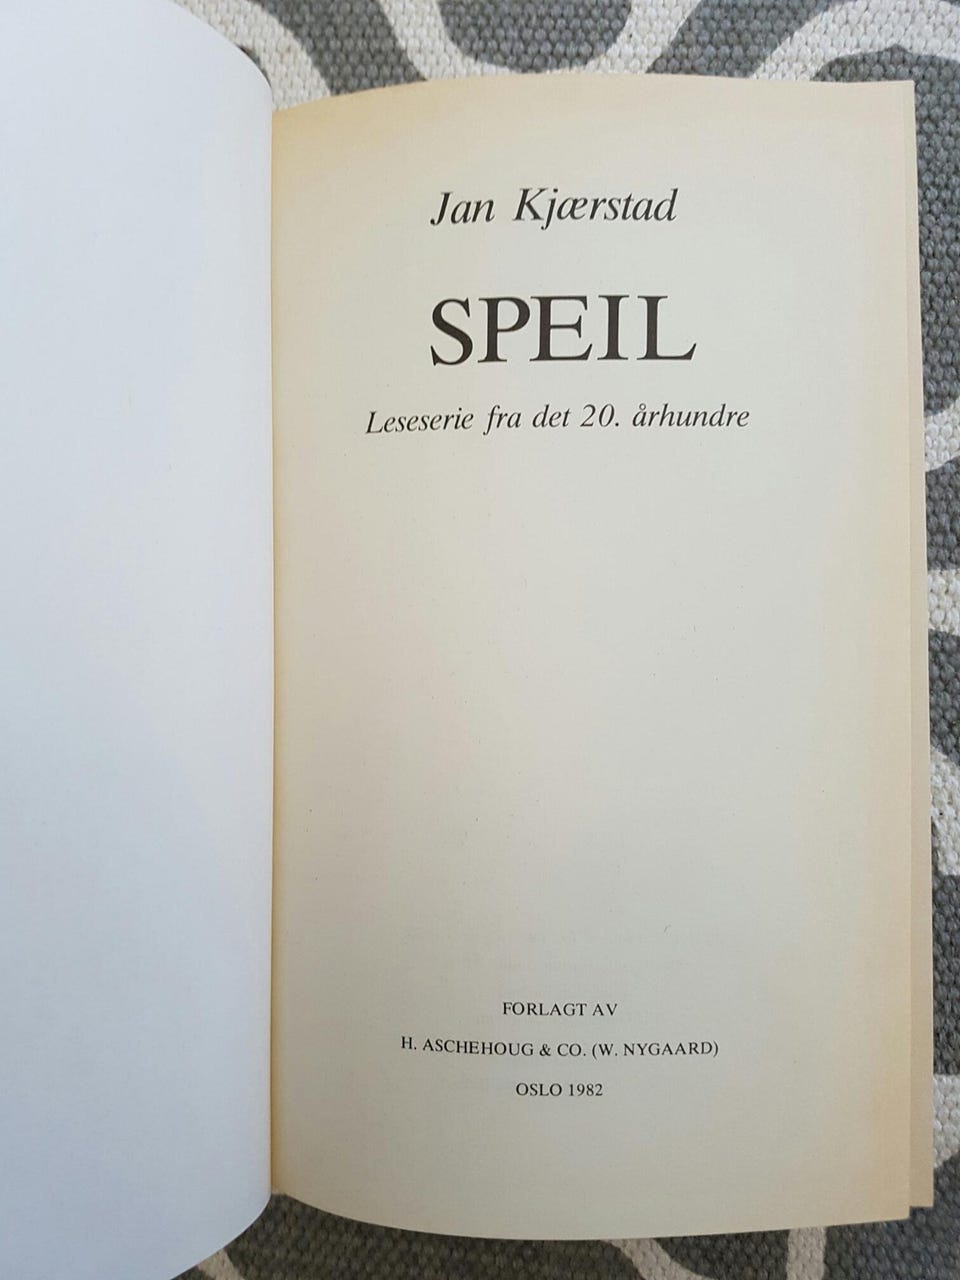 Jan Kjærstad
SPEIL
Leseserie fra det 20. århundre
FORLAGT AV
H. ASCHEHOUG & CO. (W. NYGAARD)
OSLO 1982